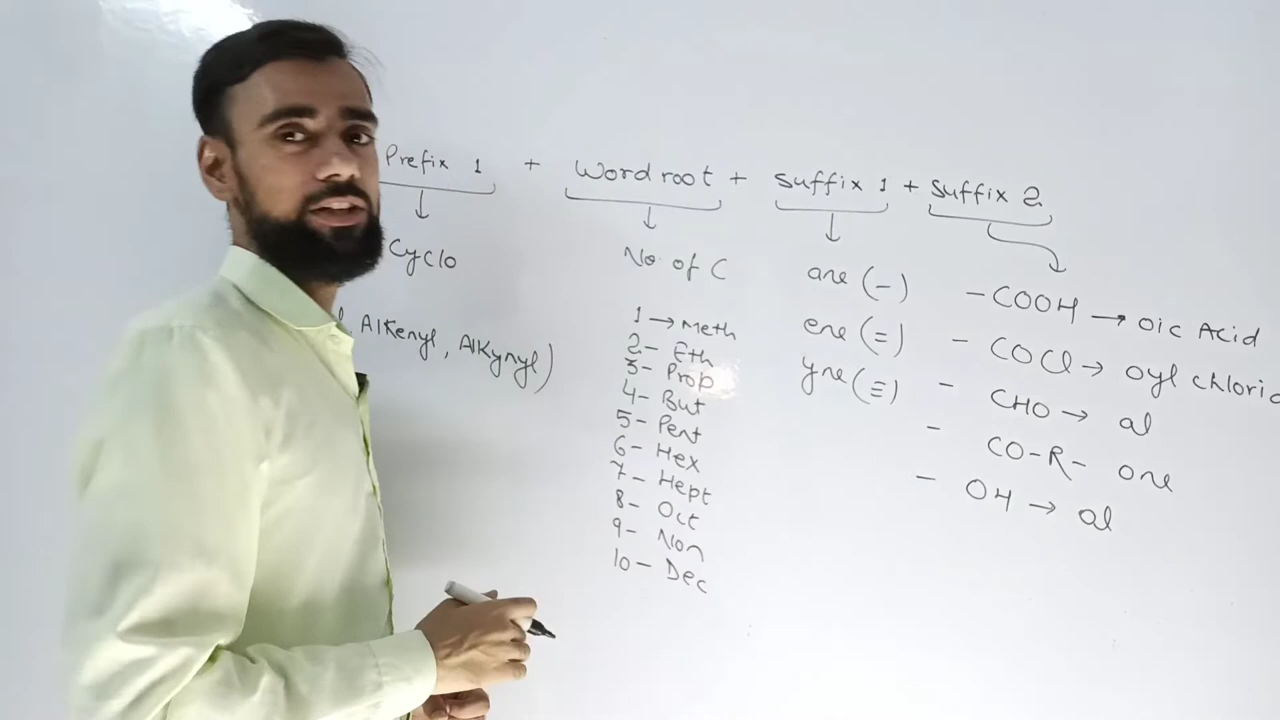 Prefix 1 + Word root + suffix 1 + suffix 2
Cyclo
No. of C
ane (-)
ene (=)
yne (≡)
Alkenyl, Alkynyl)
1 → Meth
2 - Eth
3 - Prop
4 - But
5 - Pent
6 - Hex
7 - Hept
8 - Oct
9 - Non
10 - Dec
- COOH → oic Acid
- COCl → oyl chlorid
- CHO → al
- CO-R- one
- OH → al